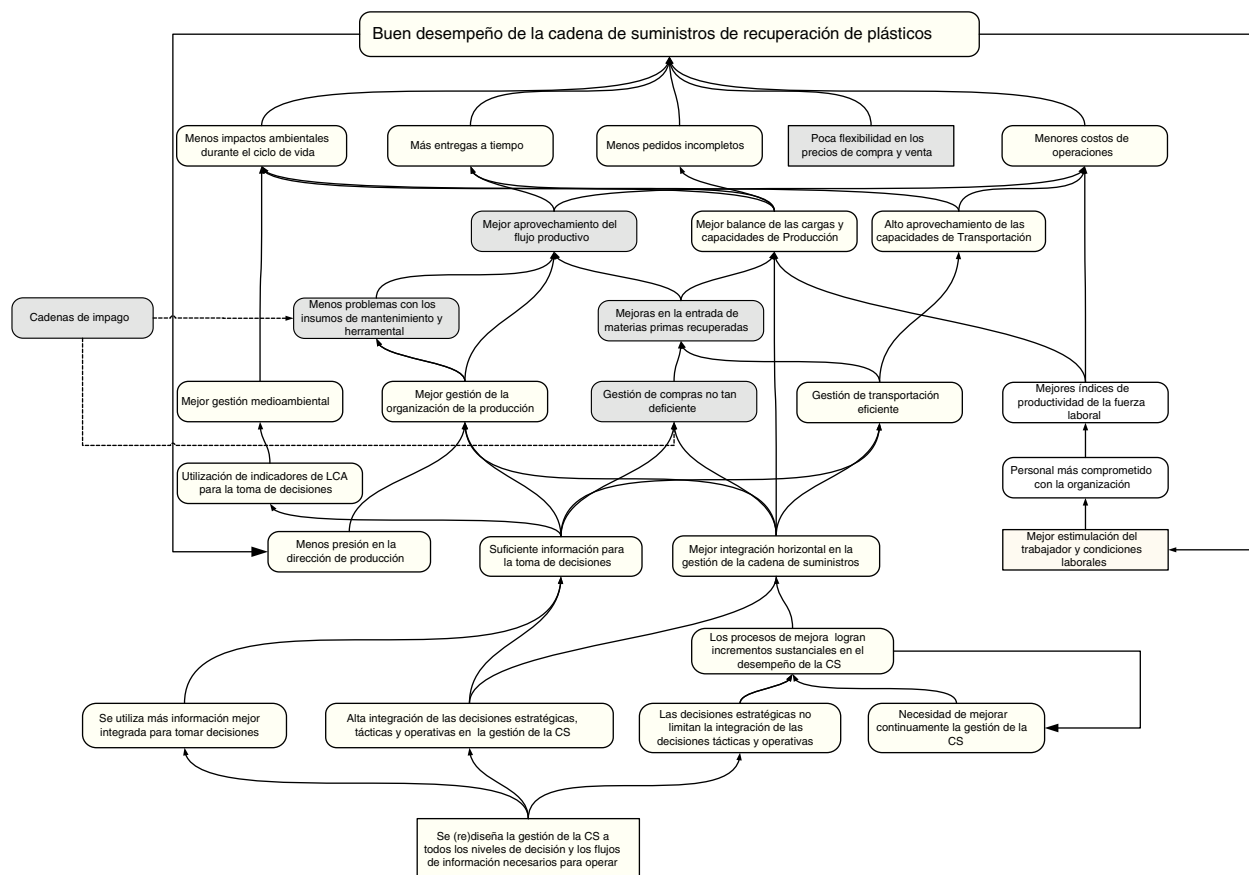 Buen desempeño de la cadena de suministros de recuperación de plásticos
Menos impactos ambientales
durante el ciclo de vida
Más entregas a tiempo
Menos pedidos incompletos
Poca flexibilidad en los
precios de compra y venta
Menores costos de
operaciones
Mejor aprovechamiento del
flujo productivo
Mejor balance de las cargas y
capacidades de Producción
Alto aprovechamiento de las
capacidades de Transportación
Cadenas de impago
Menos problemas con los
insumos de mantenimiento y
herramental
Mejoras en la entrada de
materias primas recuperadas
Mejor gestión medioambiental
Mejor gestión de la
organización de la producción
Gestión de compras no tan
deficiente
Gestión de transportación
eficiente
Mejores índices de
productividad de la fuerza
laboral
Utilización de indicadores de LCA
para la toma de decisiones
Personal más comprometido
con la organización
Menos presión en la
dirección de producción
Suficiente información para
la toma de decisiones
Mejor integración horizontal en la
gestión de la cadena de suministros
Mejor estimulación del
trabajador y condiciones
laborales
Los procesos de mejora logran
incrementos sustanciales en el
desempeño de la CS
Se utiliza más información mejor
integrada para tomar decisiones
Alta integración de las decisiones estratégicas,
tácticas y operativas en la gestión de la CS
Las decisiones estratégicas no
limitan la integración de las
decisiones tácticas y operativas
Necesidad de mejorar
continuamente la gestión de la
CS
Se (re)diseña la gestión de la CS a
todos los niveles de decisión y los flujos
de información necesarios para operar